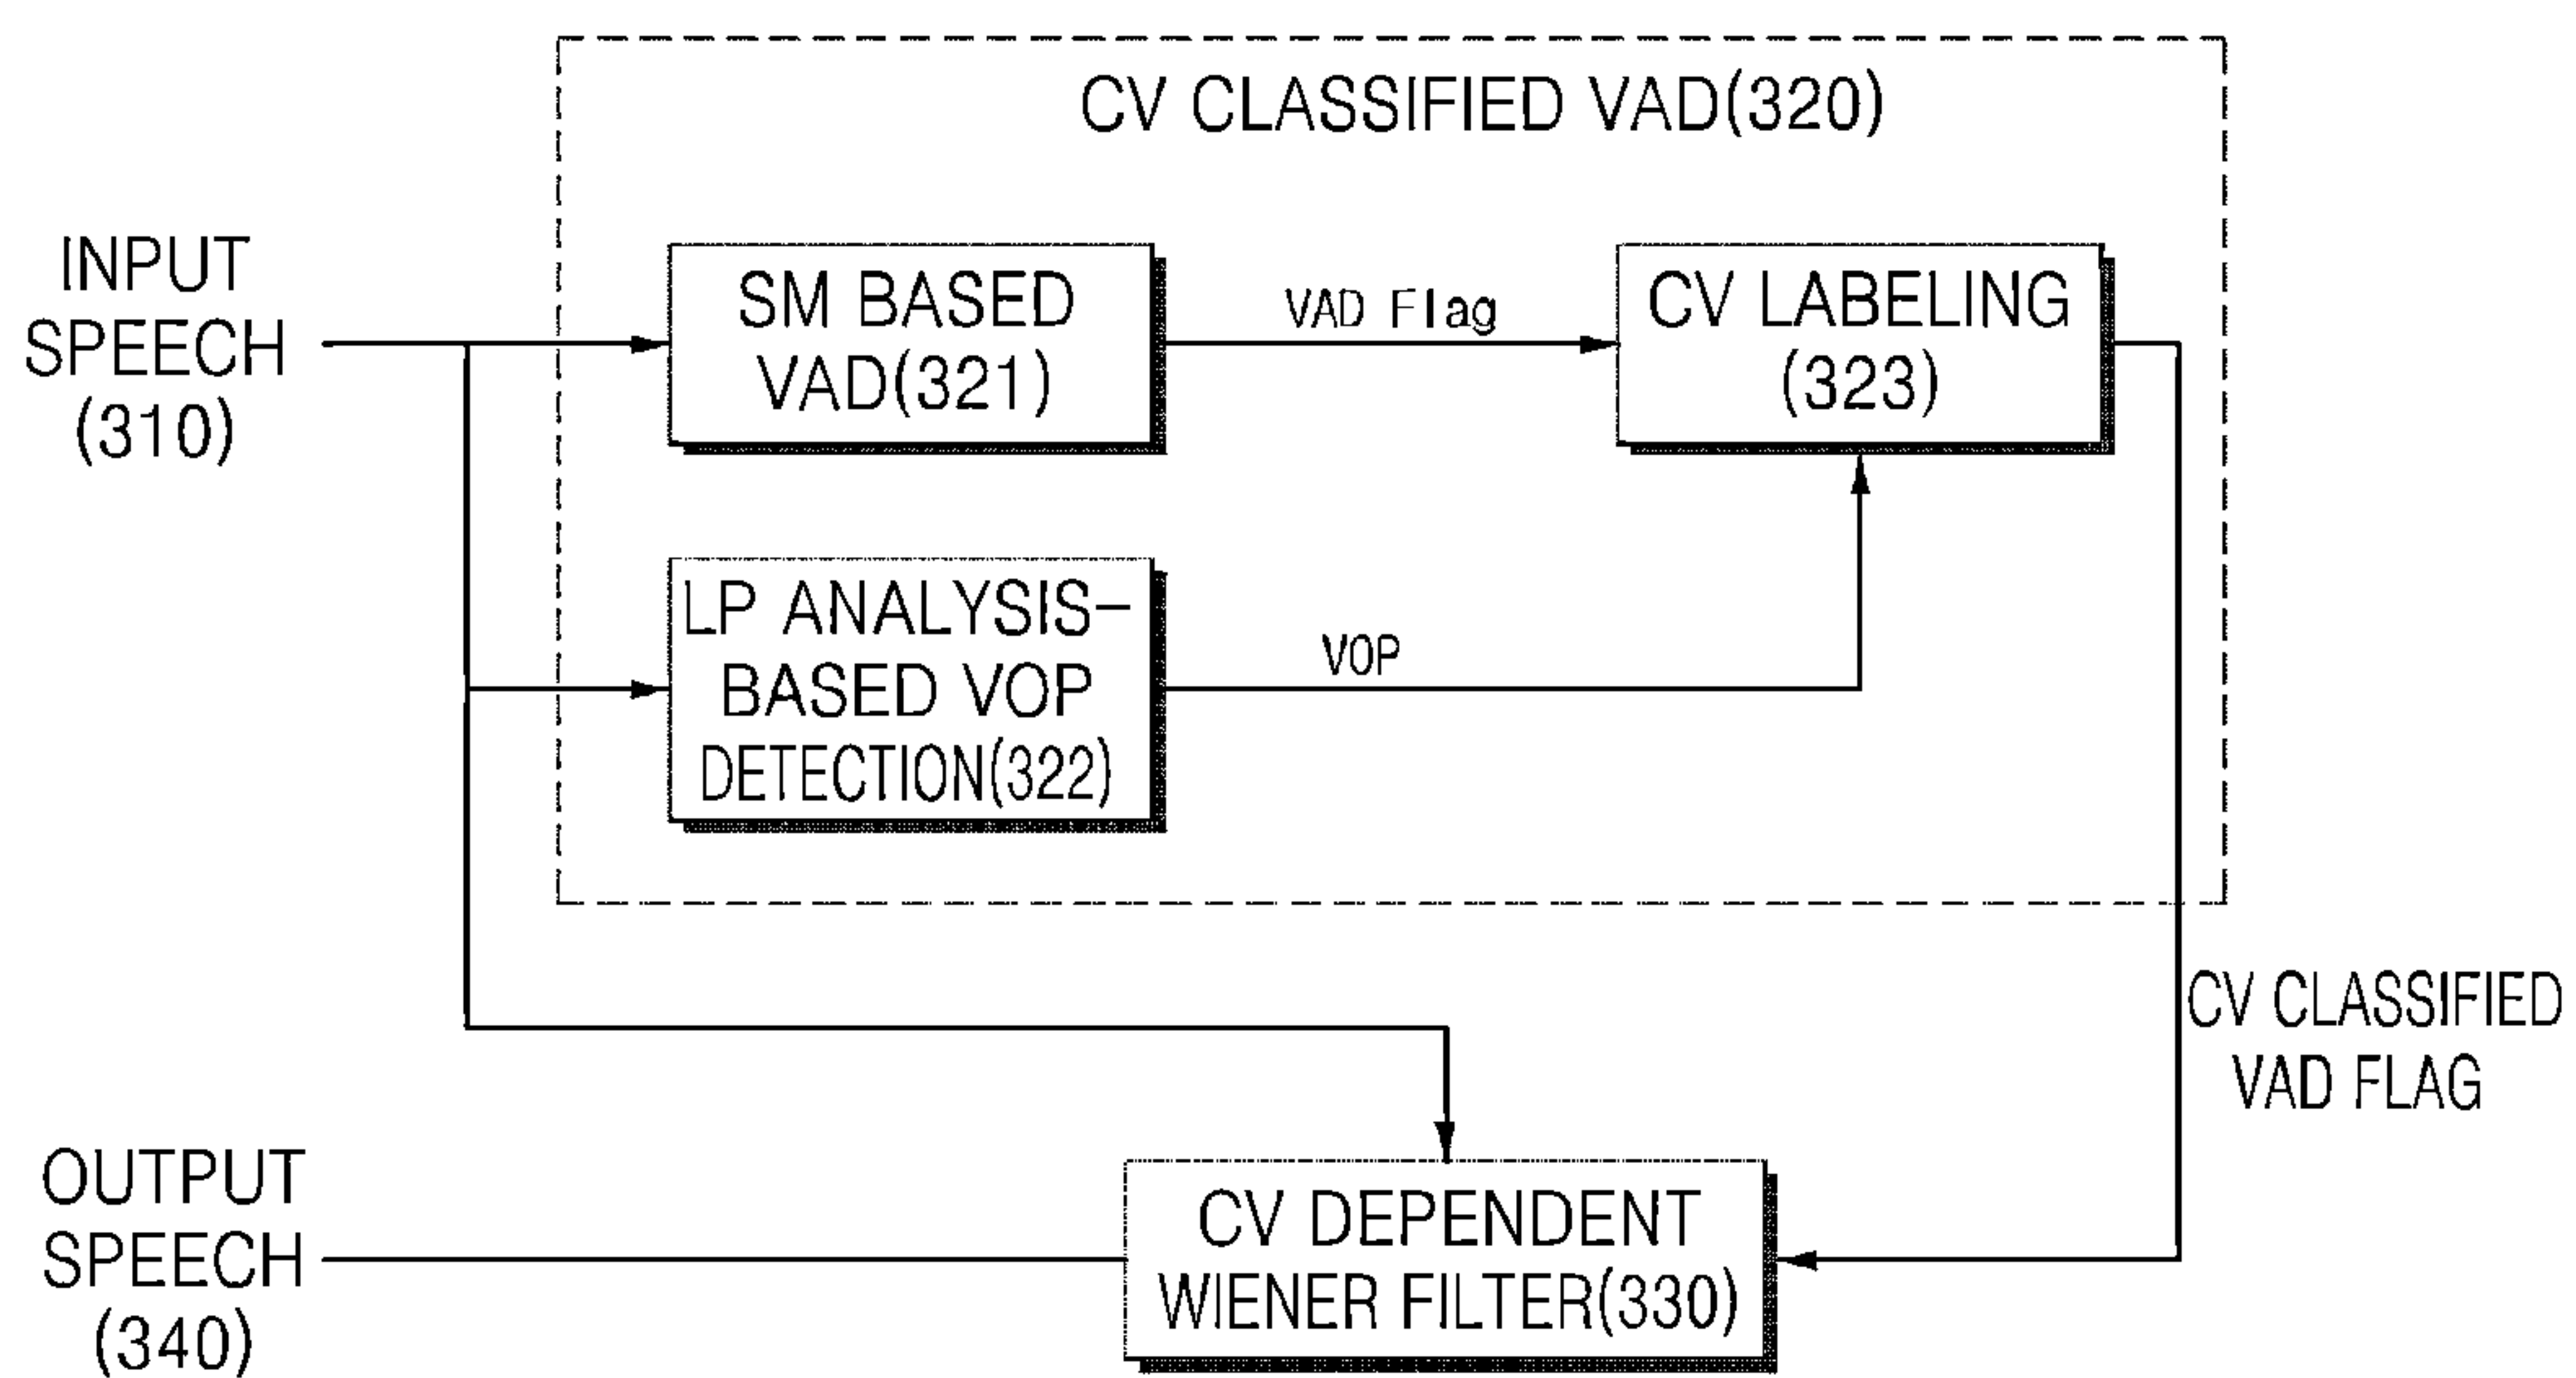 CV CLASSIFIED VAD(320)
INPUT
SPEECH
(310)
SM BASED
VAD(321)
VAD Flag
CV LABELING
(323)
LP ANALYSIS-
BASED VOP
DETECTION(322)
VOP
CV CLASSIFIED
VAD FLAG
OUTPUT
SPEECH
(340)
CV DEPENDENT
WIENER FILTER(330)